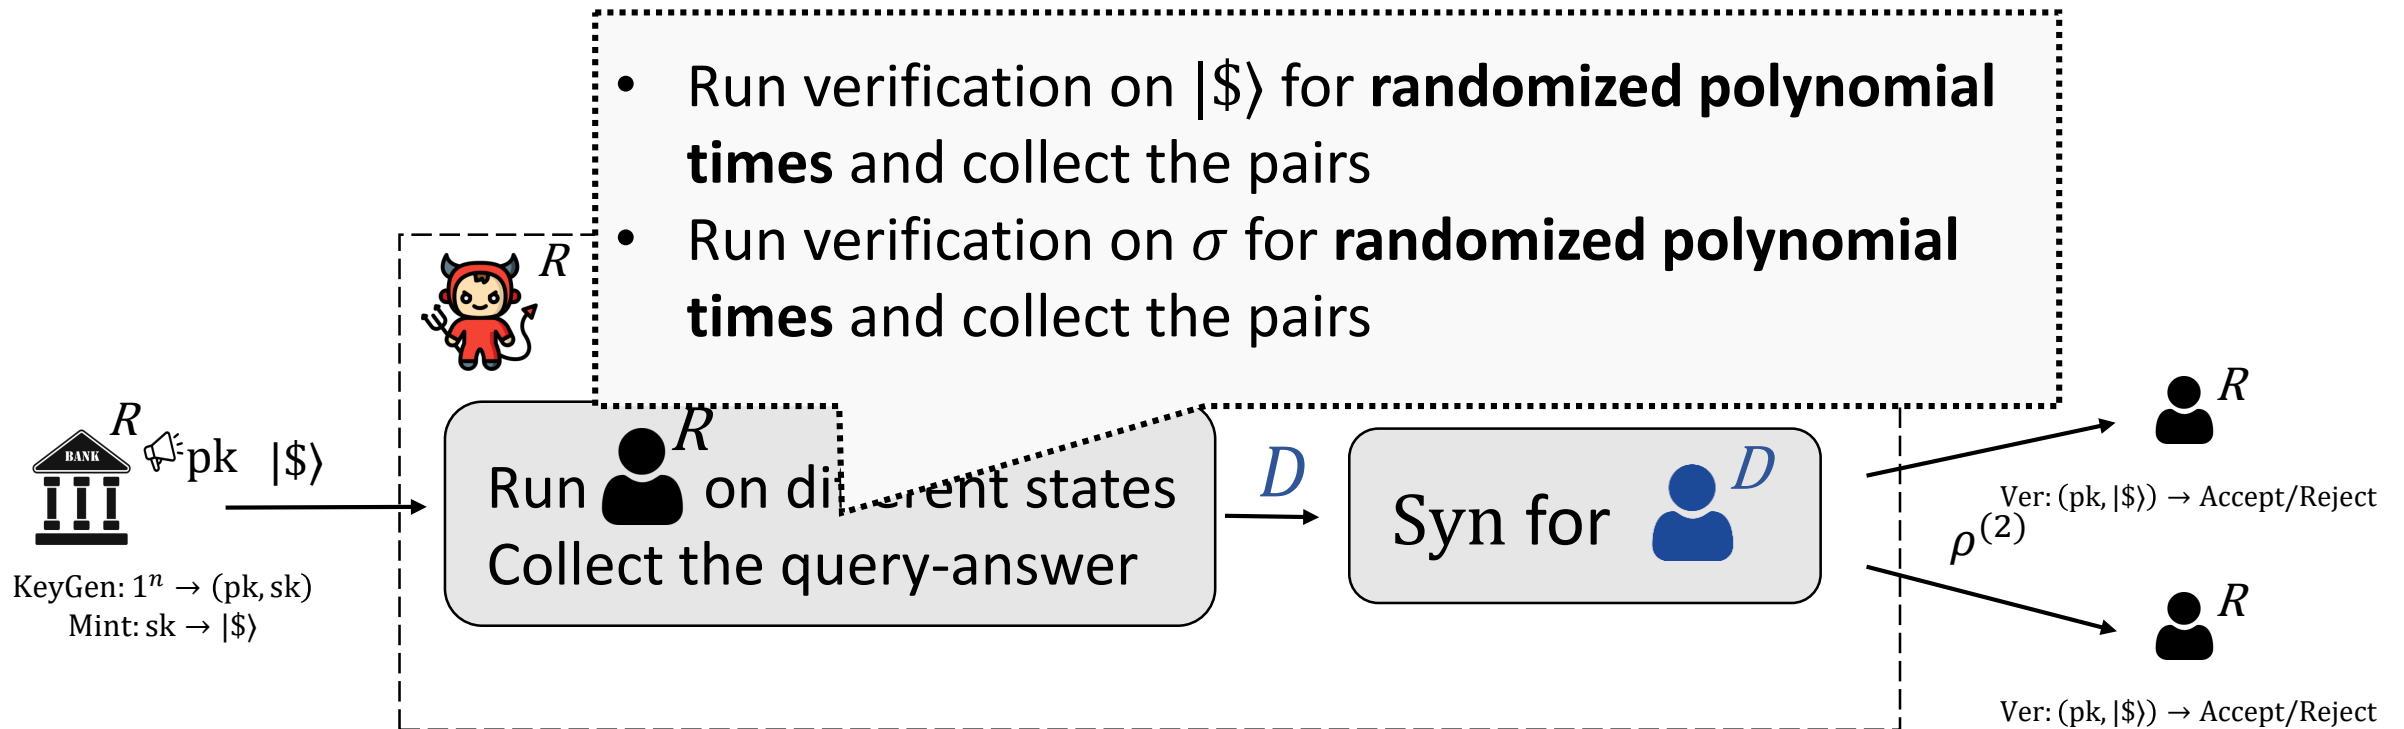 • Run verification on |$⟩ for randomized polynomial
times and collect the pairs
• Run verification on σ for randomized polynomial
times and collect the pairs
R
R
BANK
pk |$⟩
KeyGen: 1ⁿ → (pk, sk)
Mint: sk → |$⟩
R
Run on different states
Collect the query-answer
D
Syn for D
R
Ver: (pk, |$⟩) → Accept/Reject
ρ⁽²⁾
R
Ver: (pk, |$⟩) → Accept/Reject